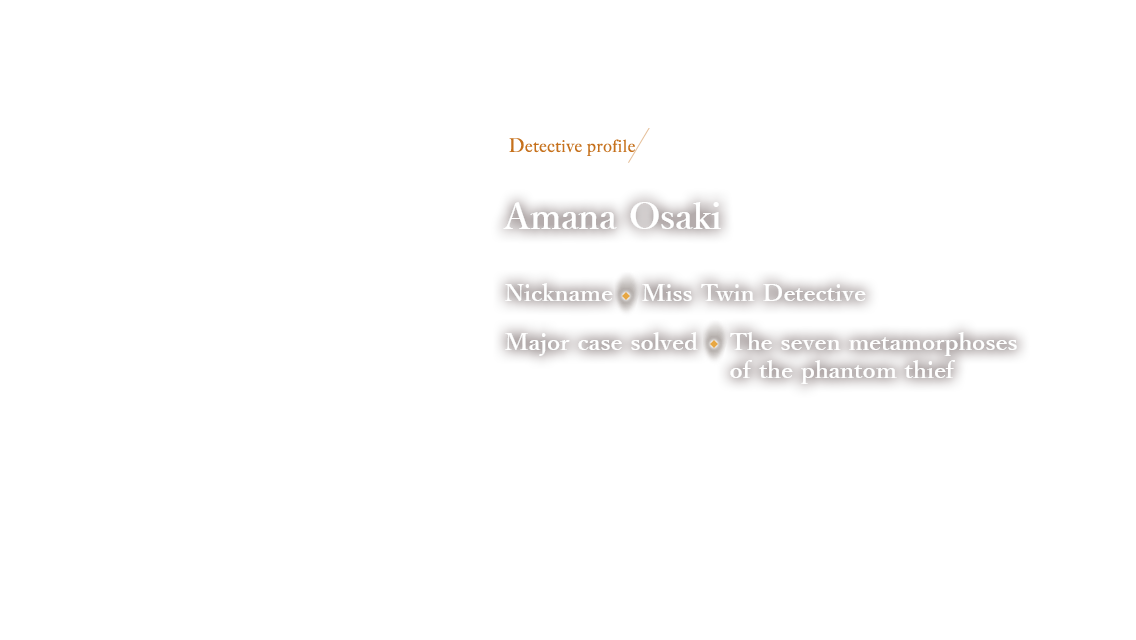 Detective profile
Amana Osaki
Nickname Miss Twin Detective
Major case solved The seven metamorphoses
of the phantom thief